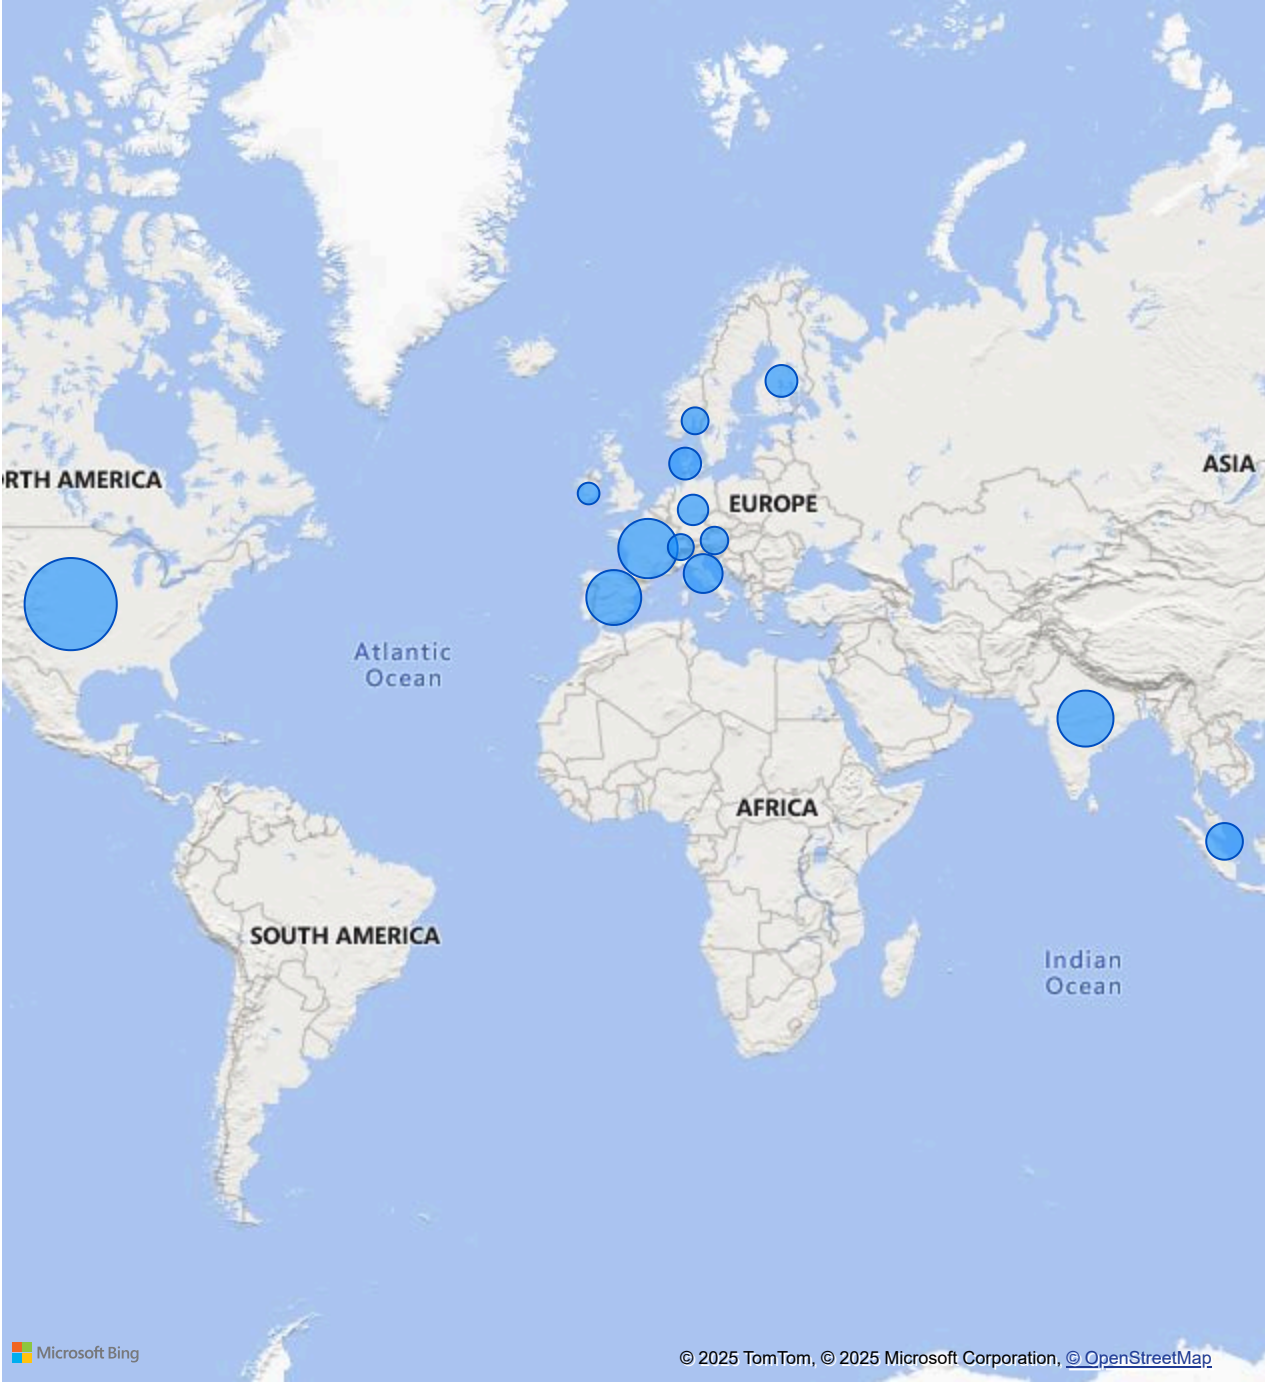 RTH AMERICA
ASIA
EUROPE
Atlantic
Ocean
AFRICA
SOUTH AMERICA
Indian
Ocean
Microsoft Bing
© 2025 TomTom, © 2025 Microsoft Corporation, © OpenStreetMap